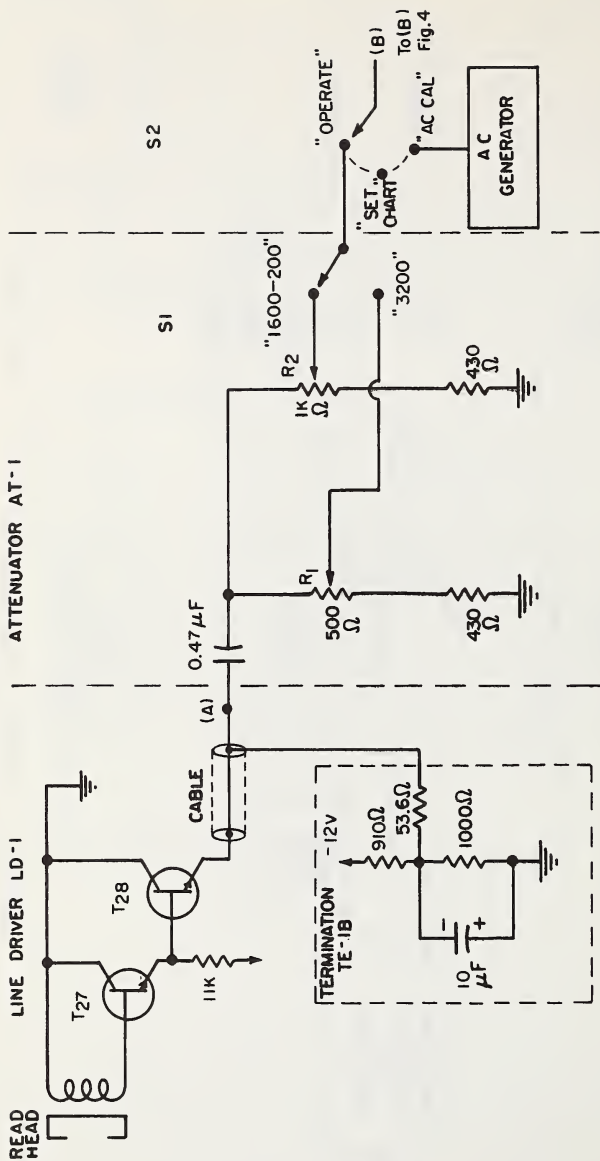 READ
HEAD
LINE DRIVER LD-1
ATTENUATOR AT-1
T27
T28
11K
CABLE
(A)
TERMINATION
TE-1B
-12V
910Ω
53.6Ω
1000Ω
-
+
10
μF
0.47μF
S1
R1
500
Ω
430
Ω
R2
1K
Ω
430
Ω
"1600-200"
"3200"
S2
"OPERATE"
"SET
CHART"
"AC CAL"
(B)
To (B)
Fig. 4
AC
GENERATOR